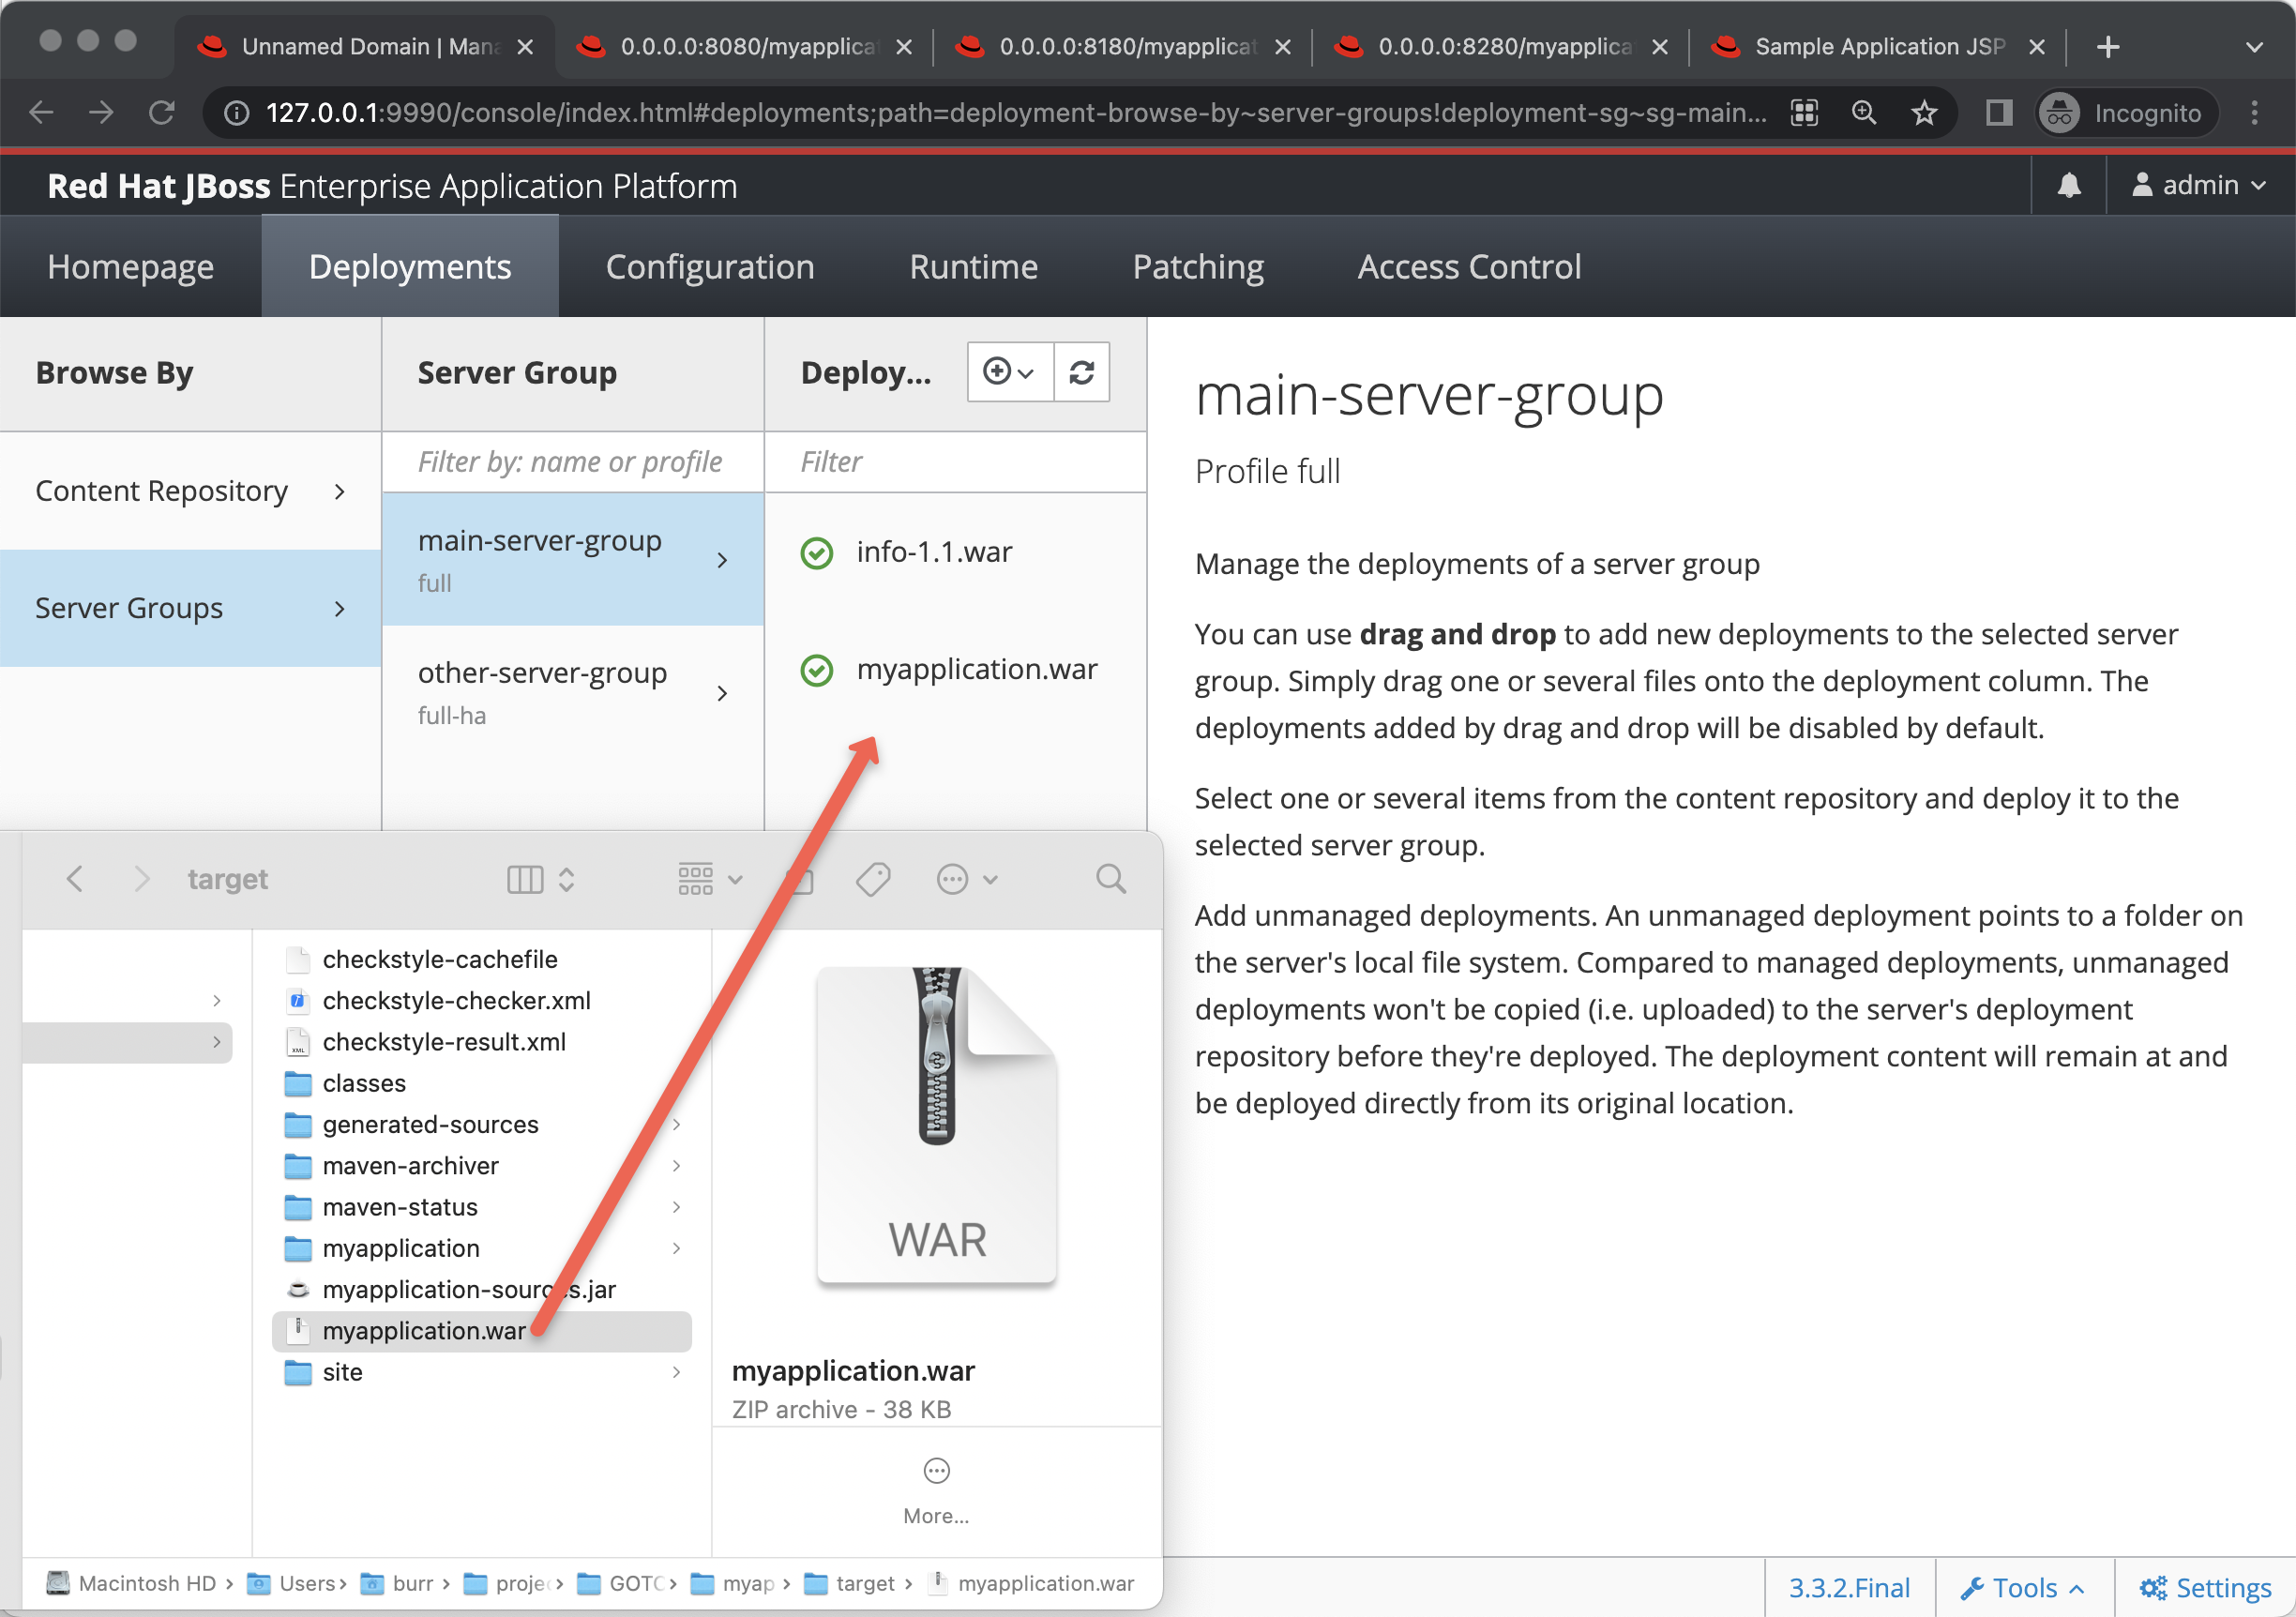 Unnamed Domain | Mana
0.0.0.0:8080/myapplicat
0.0.0.0:8180/myapplicat
0.0.0.0:8280/myapplica
Sample Application JSP
127.0.0.1:9990/console/index.html#deployments;path=deployment-browse-by~server-groups!deployment-sg~sg-main...
Incognito
Red Hat JBoss Enterprise Application Platform
admin
Homepage
Deployments
Configuration
Runtime
Patching
Access Control
Browse By
Content Repository
Server Groups
Server Group
Filter by: name or profile
main-server-group
full
other-server-group
full-ha
Deploy...
Filter
info-1.1.war
myapplication.war
main-server-group
Profile full
Manage the deployments of a server group
You can use drag and drop to add new deployments to the selected server
group. Simply drag one or several files onto the deployment column. The
deployments added by drag and drop will be disabled by default.
Select one or several items from the content repository and deploy it to the
selected server group.
Add unmanaged deployments. An unmanaged deployment points to a folder on
the server's local file system. Compared to managed deployments, unmanaged
deployments won't be copied (i.e. uploaded) to the server's deployment
repository before they're deployed. The deployment content will remain at and
be deployed directly from its original location.
target
checkstyle-cachefile
checkstyle-checker.xml
checkstyle-result.xml
classes
generated-sources
maven-archiver
maven-status
myapplication
myapplication-sources.jar
myapplication.war
site
WAR
myapplication.war
ZIP archive - 38 KB
More...
Macintosh HD
Users
burr
projec
GOTO
myap
target
myapplication.war
3.3.2.Final
Tools
Settings